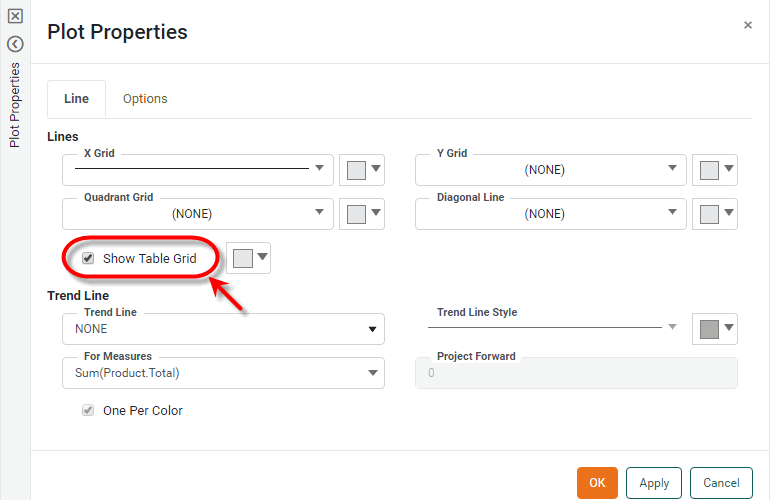 Plot Properties
×
Plot Properties
Line
Options
Lines
X Grid
Y Grid
(NONE)
Quadrant Grid
(NONE)
Diagonal Line
(NONE)
Show Table Grid
Trend Line
Trend Line
NONE
Trend Line Style
For Measures
Sum(Product.Total)
Project Forward
0
One Per Color
OK
Apply
Cancel